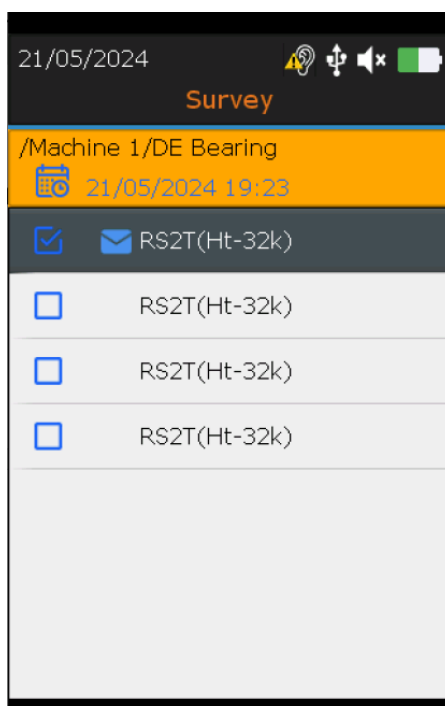 21/05/2024
Survey
/Machine 1/DE Bearing
21/05/2024 19:23
RS2T(Ht-32k)
RS2T(Ht-32k)
RS2T(Ht-32k)
RS2T(Ht-32k)